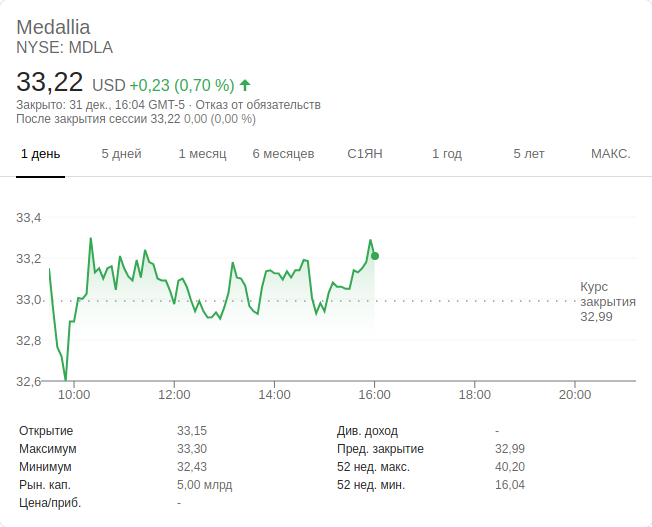 Medallia
NYSE: MDLA
33,22 USD +0,23 (0,70 %)
Закрыто: 31 дек., 16:04 GMT-5 · Отказ от обязательств
После закрытия сессии 33,22 0,00 (0,00 %)
1 день 5 дней 1 месяц 6 месяцев С1ЯН 1 год 5 лет МАКС.
33,4
33,2
33,0
32,8
32,6
Курс
закрытия
32,99
10:00 12:00 14:00 16:00 18:00 20:00
Открытие 33,15 Див. доход -
Максимум 33,30 Пред. закрытие 32,99
Минимум 32,43 52 нед. макс. 40,20
Рын. кап. 5,00 млрд 52 нед. мин. 16,04
Цена/приб. -